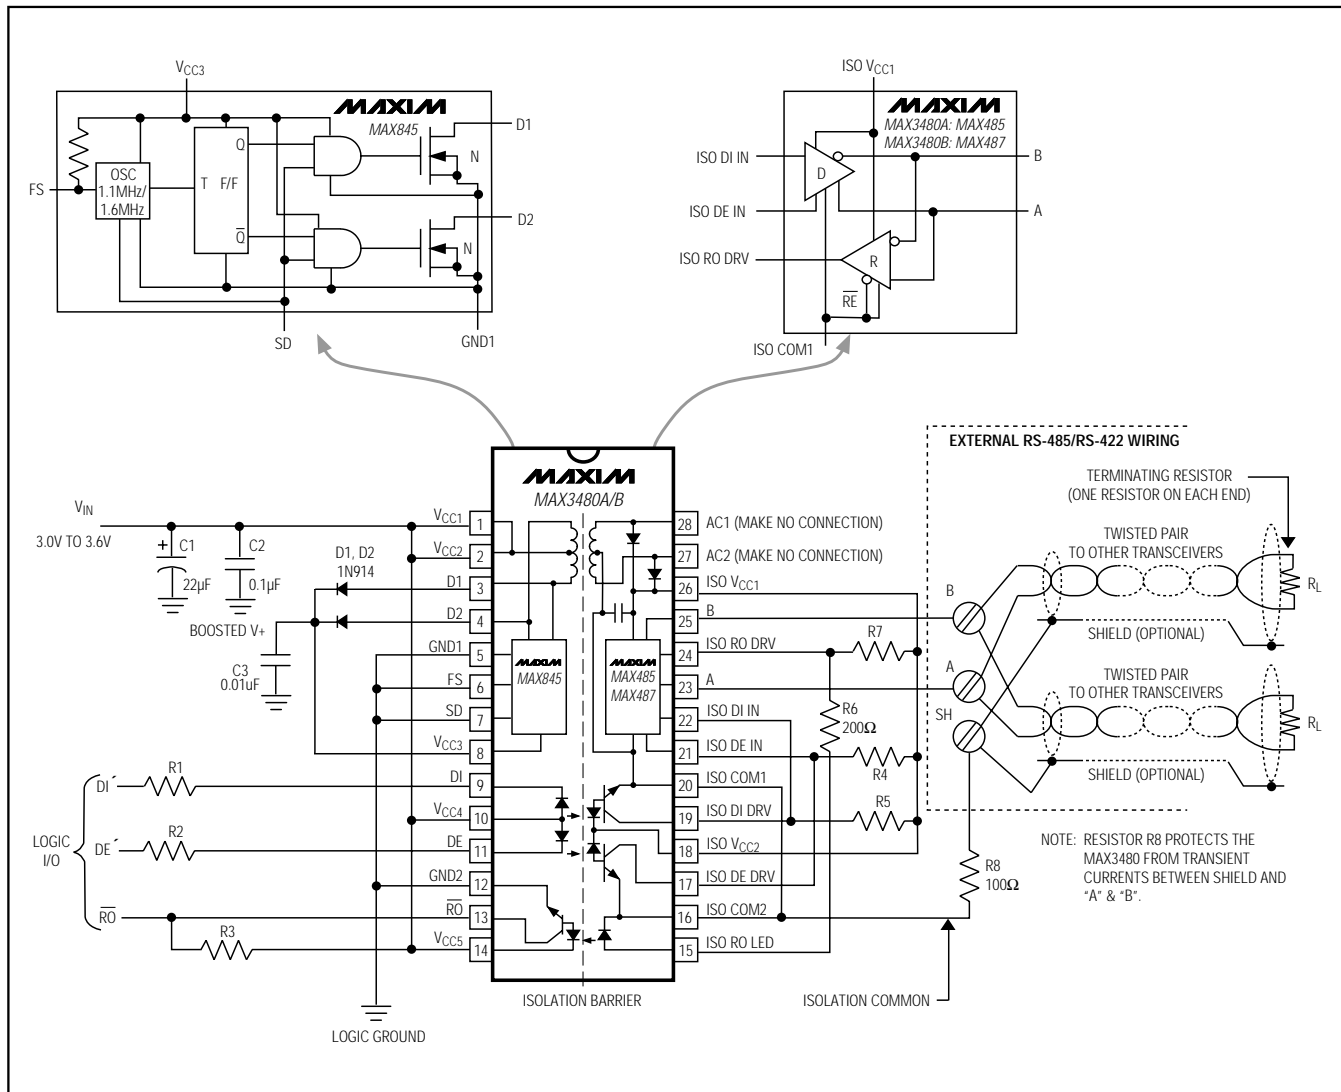 VCC3
MAXIM
MAX845
D1
Q
N
OSC
1.1MHz/
1.6MHz
T F/F
FS
D2
Q̅
N
SD
GND1
ISO VCC1
MAXIM
MAX3480A: MAX485
MAX3480B: MAX487
ISO DI IN
B
D
ISO DE IN
A
ISO RO DRV
R
R̅E̅
ISO COM1
EXTERNAL RS-485/RS-422 WIRING
TERMINATING RESISTOR
(ONE RESISTOR ON EACH END)
MAXIM
MAX3480A/B
VIN
3.0V TO 3.6V
C1
22µF
C2
0.1µF
D1, D2
1N914
BOOSTED V+
C3
0.01uF
VCC1
1
VCC2
2
D1
3
D2
4
GND1
5
FS
6
SD
7
VCC3
8
DI
9
VCC4
10
DE
11
GND2
12
R̅O̅
13
VCC5
14
MAXIM
MAX845
MAXIM
MAX485
MAX487
28
AC1 (MAKE NO CONNECTION)
27
AC2 (MAKE NO CONNECTION)
26
ISO VCC1
25
B
24
ISO RO DRV
23
A
22
ISO DI IN
21
ISO DE IN
20
ISO COM1
19
ISO DI DRV
18
ISO VCC2
17
ISO DE DRV
16
ISO COM2
15
ISO RO LED
R7
R6
200Ω
R4
R5
B
A
SH
TWISTED PAIR
TO OTHER TRANSCEIVERS
RL
SHIELD (OPTIONAL)
TWISTED PAIR
TO OTHER TRANSCEIVERS
RL
SHIELD (OPTIONAL)
R8
100Ω
NOTE: RESISTOR R8 PROTECTS THE
MAX3480 FROM TRANSIENT
CURRENTS BETWEEN SHIELD AND
"A" & "B".
LOGIC
I/O
DI´
R1
DE´
R2
R̅O̅
R3
LOGIC GROUND
ISOLATION BARRIER
ISOLATION COMMON